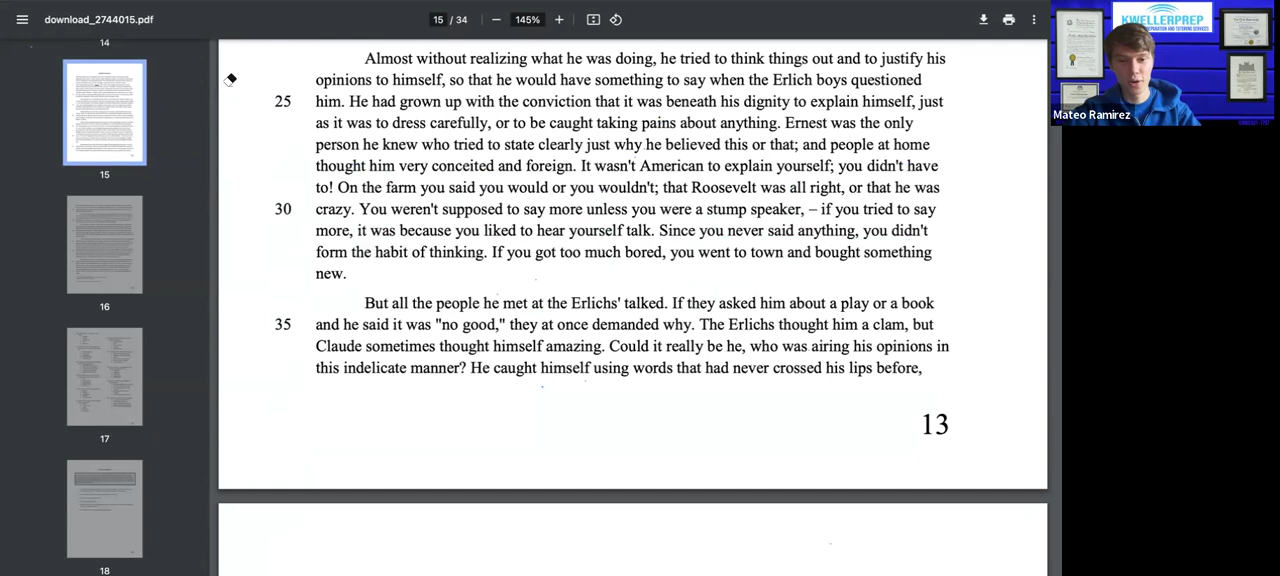 download_2744015.pdf
15 / 34
145%
14
15
16
17
18
Almost without realizing what he was doing, he tried to think things out and to justify his
opinions to himself, so that he would have something to say when the Erlich boys questioned
25 him. He had grown up with the conviction that it was beneath his dignity to explain himself, just
as it was to dress carefully, or to be caught taking pains about anything. Ernest was the only
person he knew who tried to state clearly just why he believed this or that; and people at home
thought him very conceited and foreign. It wasn't American to explain yourself; you didn't have
to! On the farm you said you would or you wouldn't; that Roosevelt was all right, or that he was
30 crazy. You weren't supposed to say more unless you were a stump speaker, – if you tried to say
more, it was because you liked to hear yourself talk. Since you never said anything, you didn't
form the habit of thinking. If you got too much bored, you went to town and bought something
new.
But all the people he met at the Erlichs' talked. If they asked him about a play or a book
35 and he said it was "no good," they at once demanded why. The Erlichs thought him a clam, but
Claude sometimes thought himself amazing. Could it really be he, who was airing his opinions in
this indelicate manner? He caught himself using words that had never crossed his lips before,
13
KWELLERPREP
Mateo Ramirez